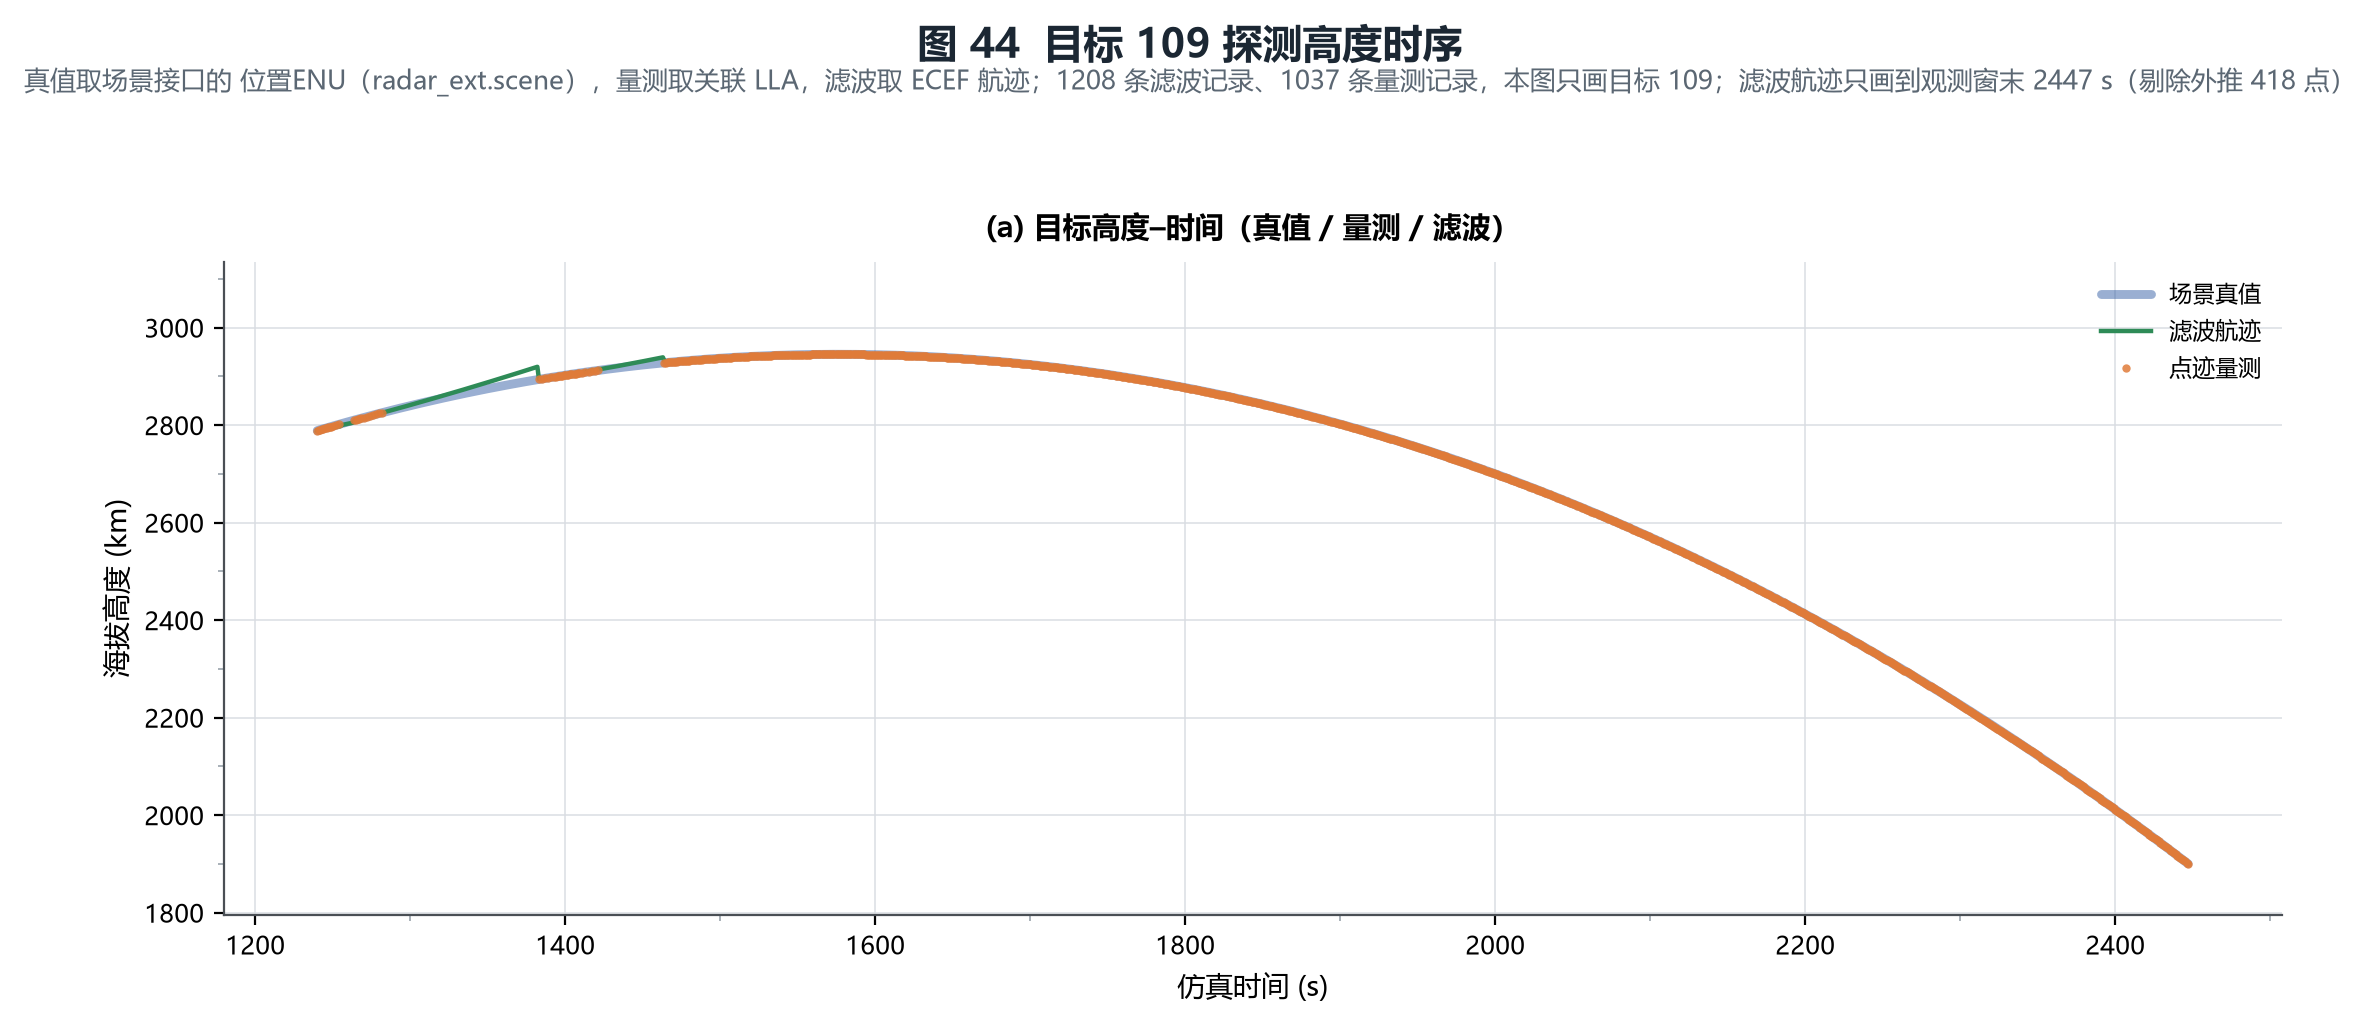 图 44 目标 109 探测高度时序
真值取场景接口的 位置ENU（radar_ext.scene），量测取关联 LLA，滤波取 ECEF 航迹；1208 条滤波记录、1037 条量测记录，本图只画目标 109；滤波航迹只画到观测窗末 2447 s（剔除外推 418 点）
(a) 目标高度–时间（真值 / 量测 / 滤波）
场景真值
滤波航迹
点迹量测
海拔高度 (km)
3000
2800
2600
2400
2200
2000
1800
1200 1400 1600 1800 2000 2200 2400
仿真时间 (s)